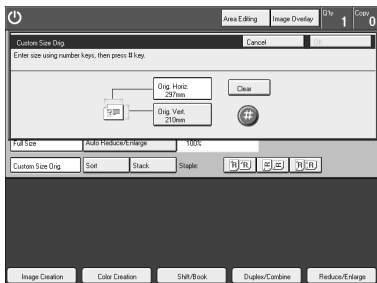 Area Editing Image Overlay Q'ty 1 Copy 0
Custom Size Orig. Cancel
Enter size using number keys, then press # key.
Orig. Horiz.
297mm
Clear
Orig. Vert.
210mm
#
Full Size Auto Reduce/Enlarge 100%
Custom Size Orig. Sort Stack Staple:
Image Creation Color Creation Shift/Book Duplex/Combine Reduce/Enlarge